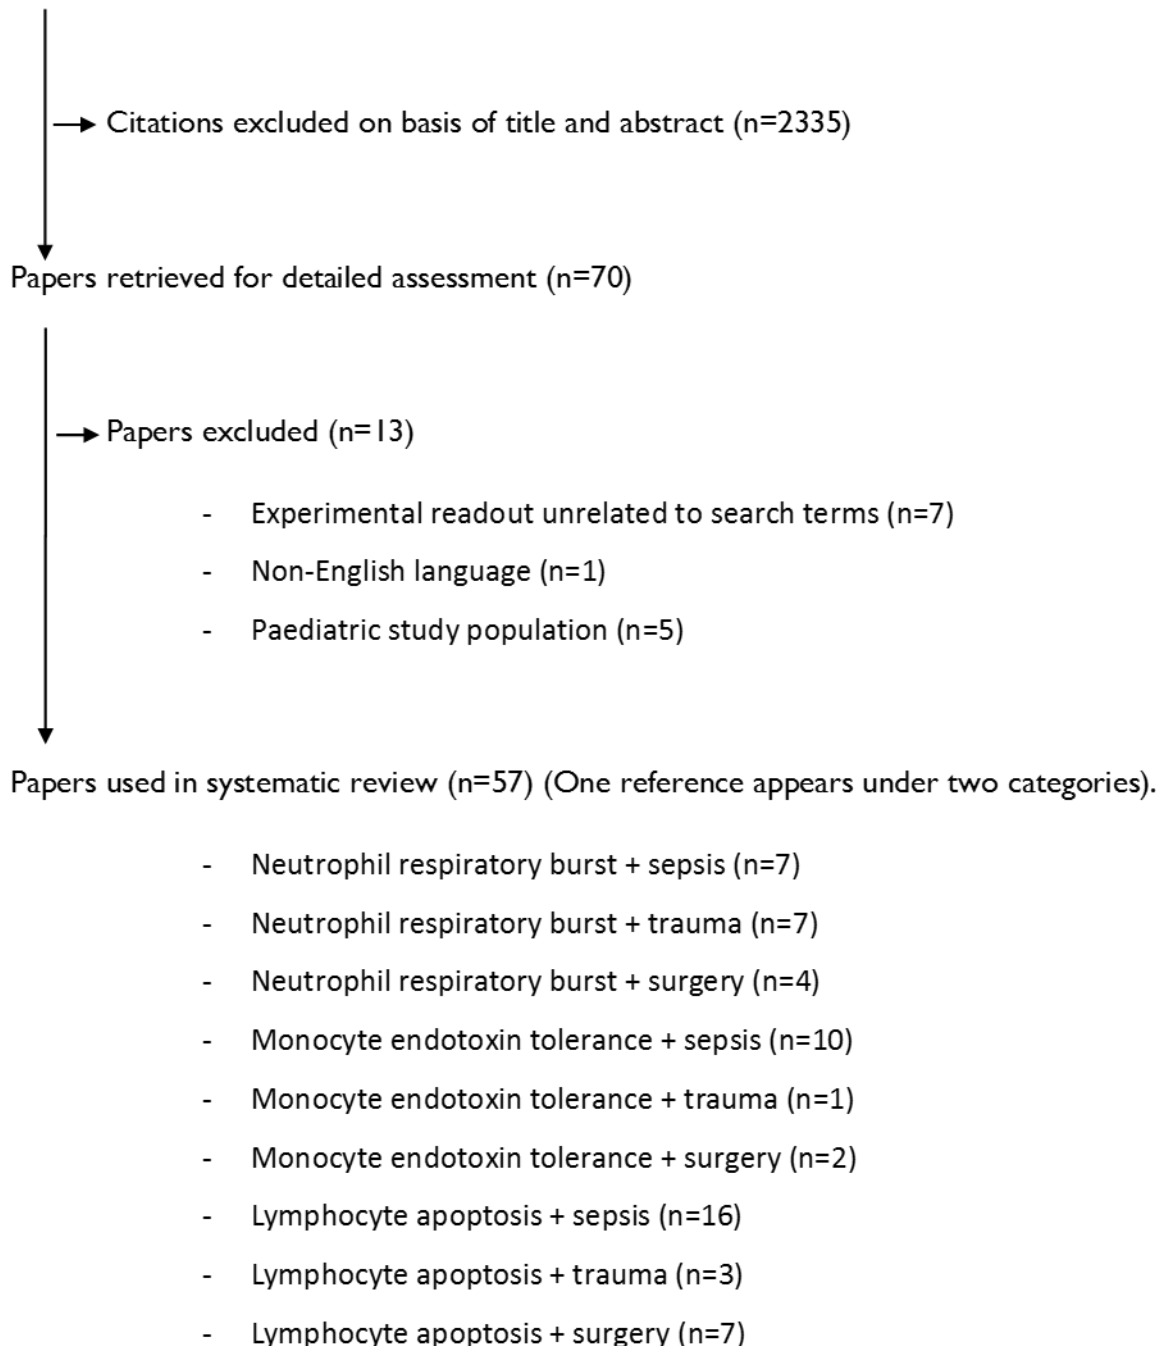 Citations excluded on basis of title and abstract (n=2335)
Papers retrieved for detailed assessment (n=70)
Papers excluded (n=13)
- Experimental readout unrelated to search terms (n=7)
- Non-English language (n=1)
- Paediatric study population (n=5)
Papers used in systematic review (n=57) (One reference appears under two categories).
- Neutrophil respiratory burst + sepsis (n=7)
- Neutrophil respiratory burst + trauma (n=7)
- Neutrophil respiratory burst + surgery (n=4)
- Monocyte endotoxin tolerance + sepsis (n=10)
- Monocyte endotoxin tolerance + trauma (n=1)
- Monocyte endotoxin tolerance + surgery (n=2)
- Lymphocyte apoptosis + sepsis (n=16)
- Lymphocyte apoptosis + trauma (n=3)
- Lymphocyte apoptosis + surgery (n=7)